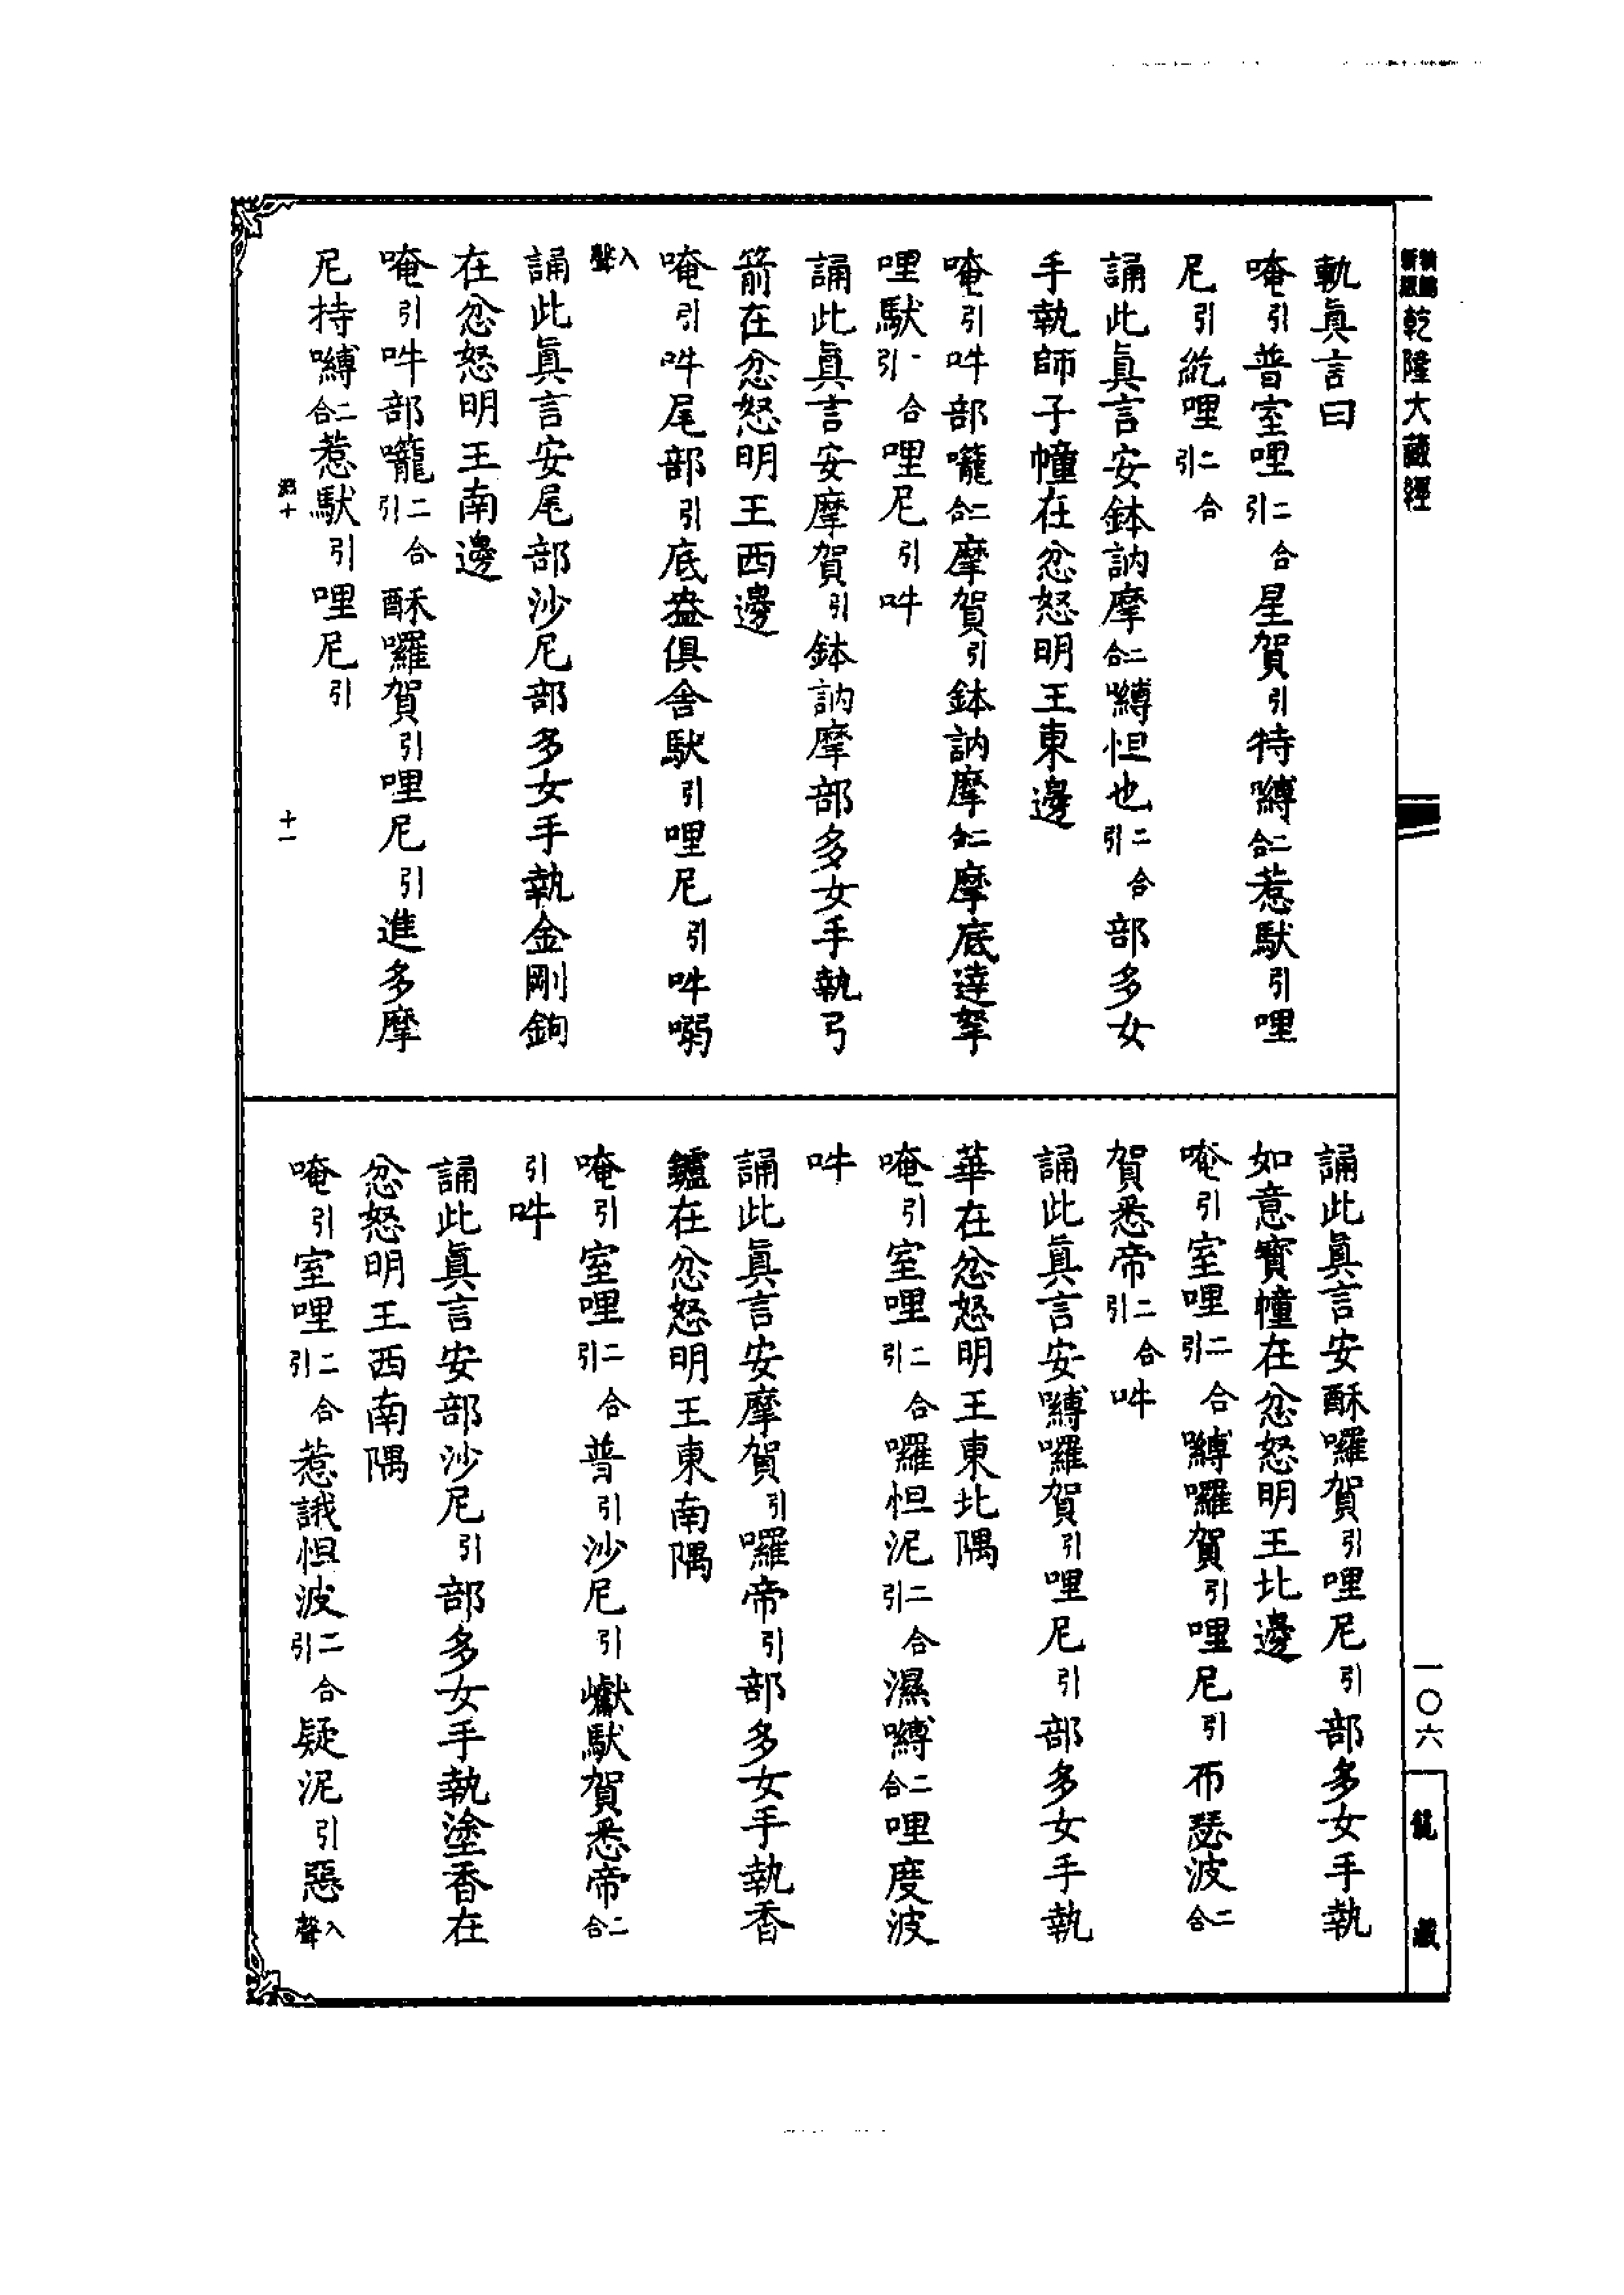 乾隆大藏經
一〇六
龍藏
軌眞言曰
唵引普室哩二合引星賀引特嚩二合惹馱引哩
尼引紇哩二合引
誦此眞言安鉢訥摩二合嚩怛也二合引部多女
手執師子幢在忿怒明王東邊
唵引吽部嚨二合摩賀引鉢訥摩二合摩底達拏
哩馱一合引哩尼引吽
誦此眞言安摩賀引鉢訥摩部多女手執弓
箭在忿怒明王西邊
唵引吽尾部引底盎俱舍馱引哩尼引吽嗍
入聲
誦此眞言安尾部沙尼部多女手執金剛鉤
在忿怒明王南邊
唵引吽部嚨二合引酥囉賀引哩尼引進多摩
尼持嚩二合惹馱引哩尼引
十一
誦此眞言安酥囉賀引哩尼引部多女手執
如意寶幢在忿怒明王北邊
唵引室哩二合引嚩囉賀引哩尼引布瑟波二合
賀悉帝二合引吽
誦此眞言安嚩囉賀引哩尼引部多女手執
華在忿怒明王東北隅
唵引室哩二合引囉怛泥二合引濕嚩二合哩度波
吽
誦此眞言安摩賀引囉帝引部多女手執香
鑪在忿怒明王東南隅
唵引室哩二合引普引沙尼引巘馱賀悉帝二合
引吽
誦此眞言安部沙尼引部多女手執塗香在
忿怒明王西南隅
唵引室哩二合引惹誐怛波二合引疑泥引惡入聲